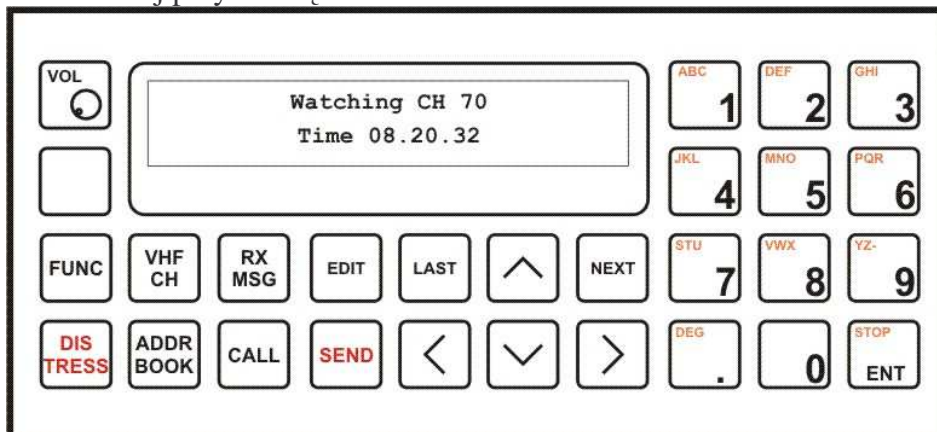 VOL
Watching CH 70
Time 08.20.32
ABC
1
DEF
2
GHI
3
JKL
4
MNO
5
PQR
6
FUNC
VHF
CH
RX
MSG
EDIT
LAST
NEXT
STU
7
VWX
8
YZ-
9
DIS
TRESS
ADDR
BOOK
CALL
SEND
DEG
.
0
STOP
ENT